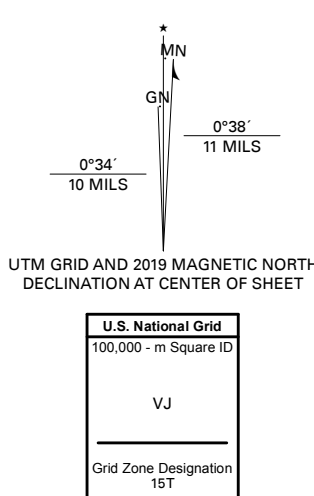 ★
MN
GN
0°38´
11 MILS
0°34´
10 MILS
UTM GRID AND 2019 MAGNETIC NORTH
DECLINATION AT CENTER OF SHEET
U.S. National Grid
100,000 - m Square ID
VJ
Grid Zone Designation
15T